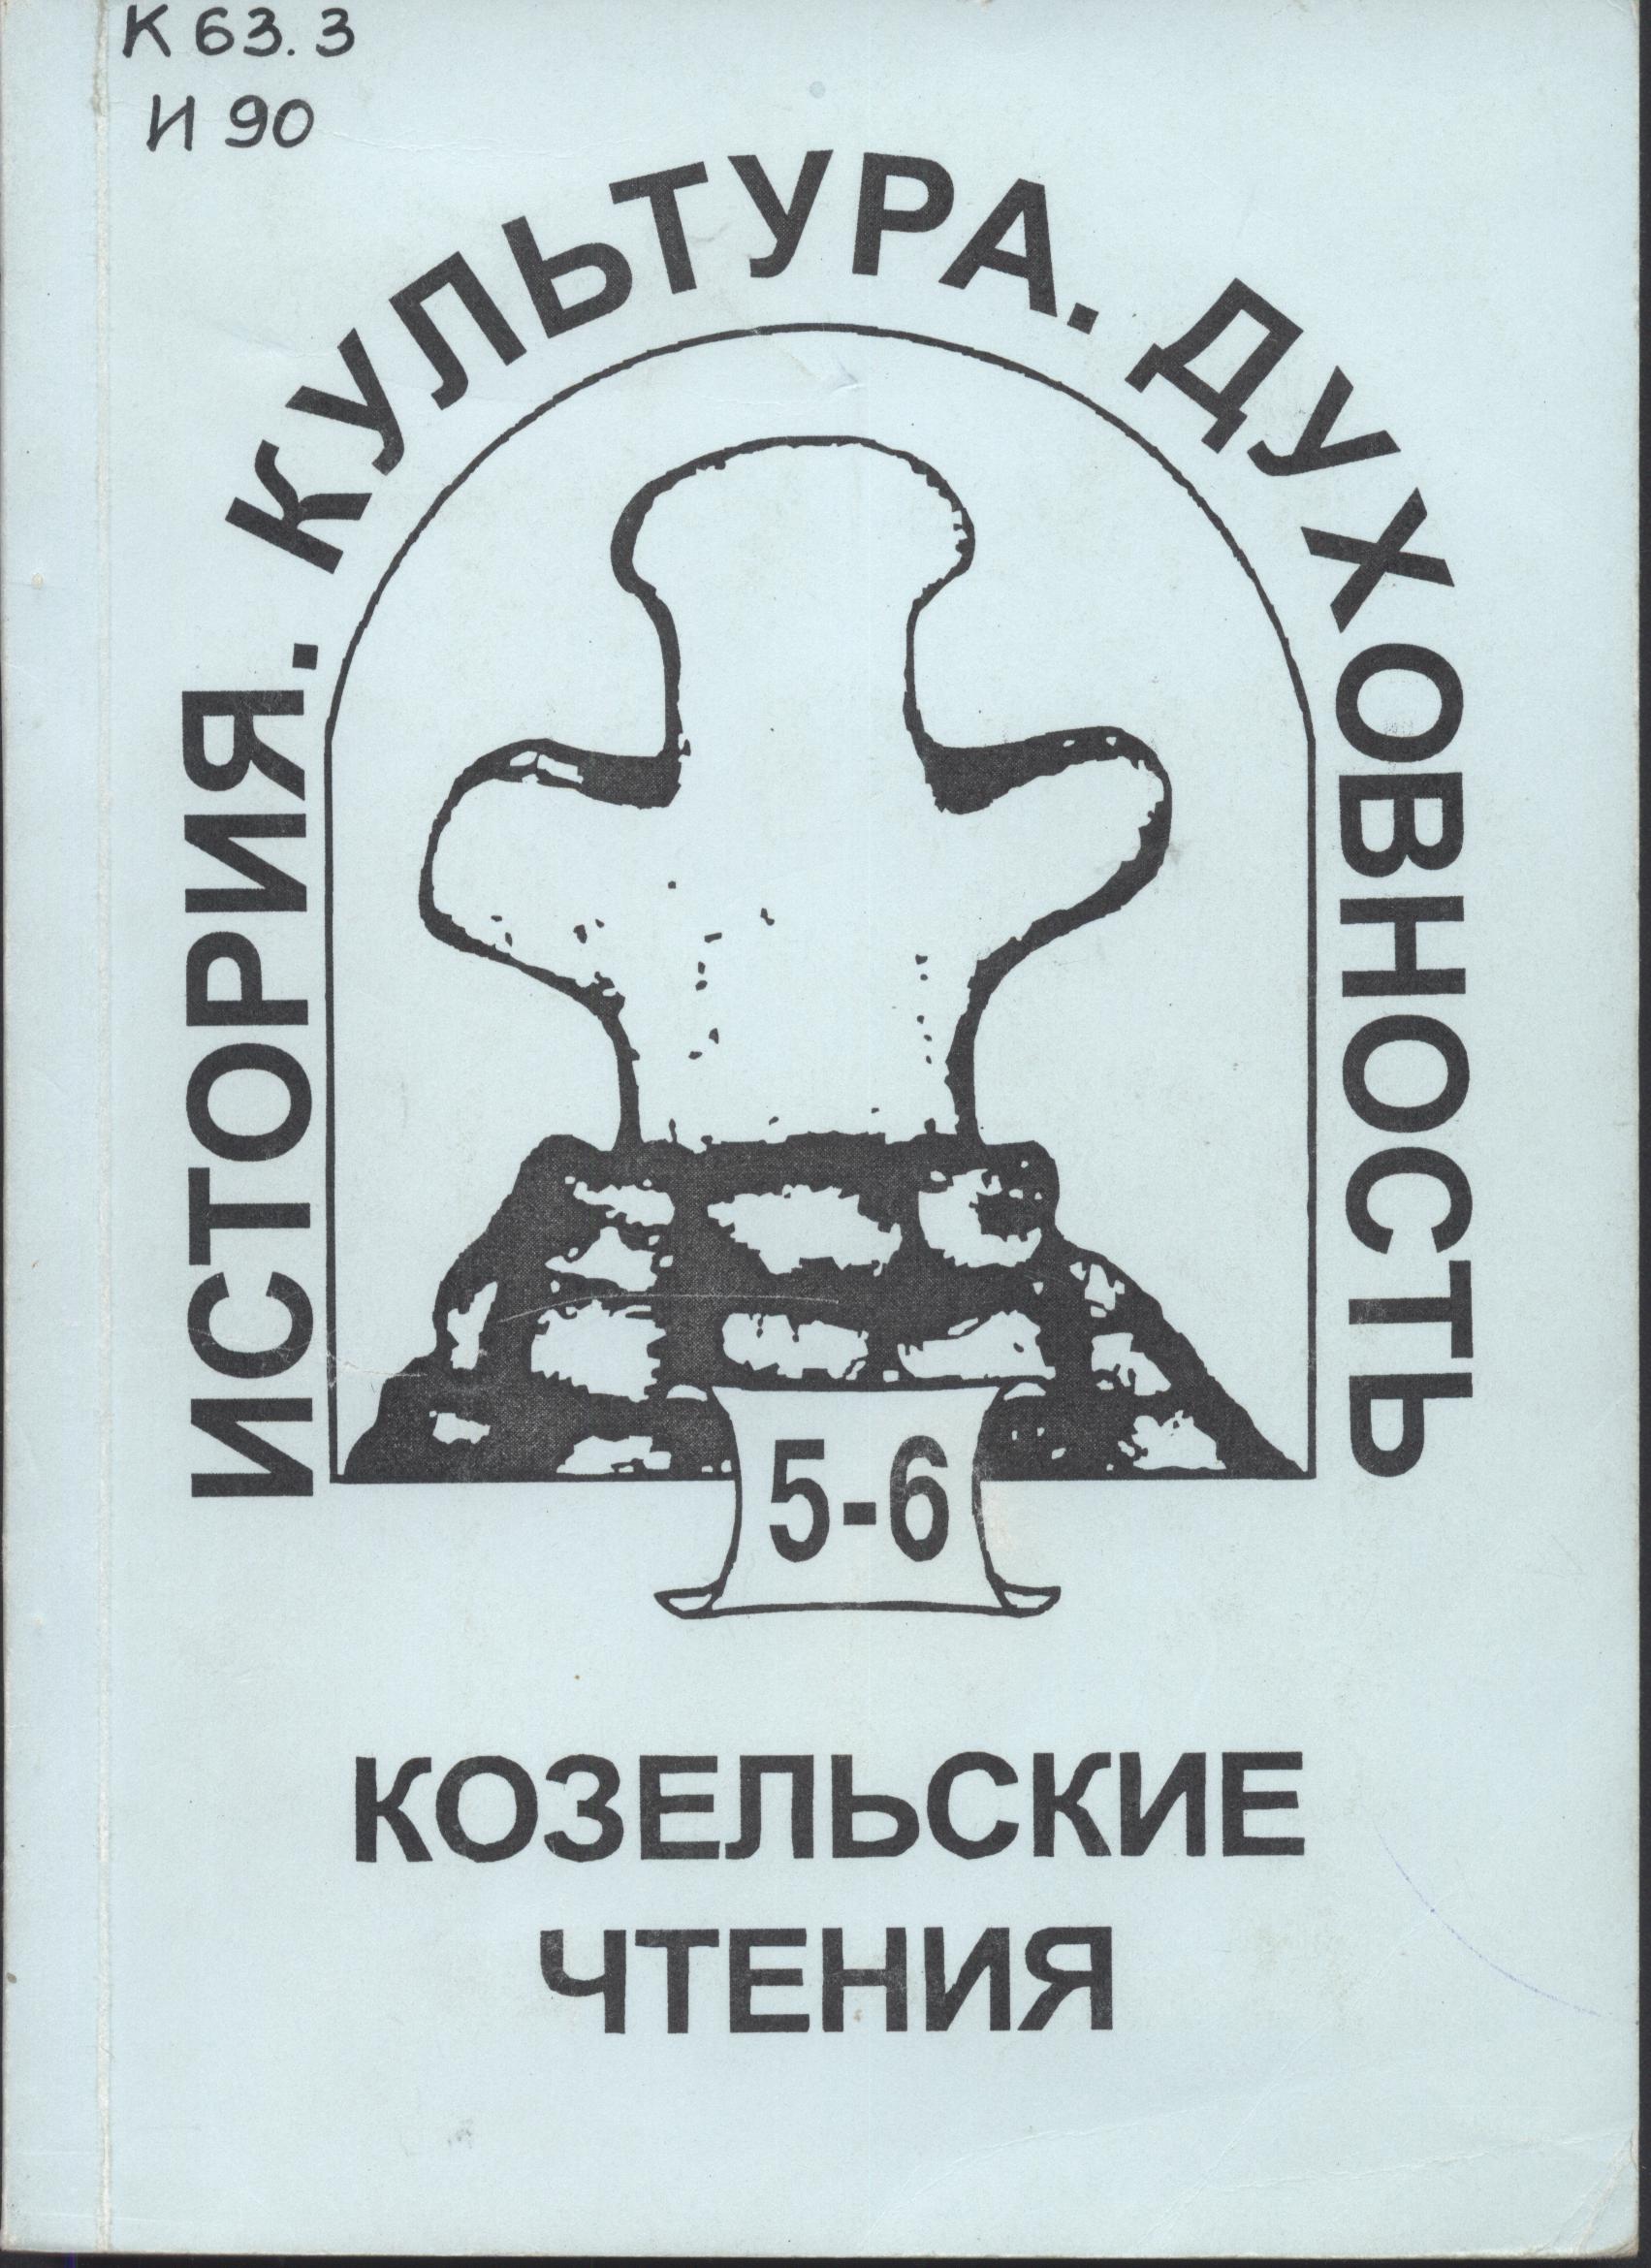 К 63.3
И 90
ИСТОРИЯ. КУЛЬТУРА. ДУХОВНОСТЬ
5-6
КОЗЕЛЬСКИЕ
ЧТЕНИЯ